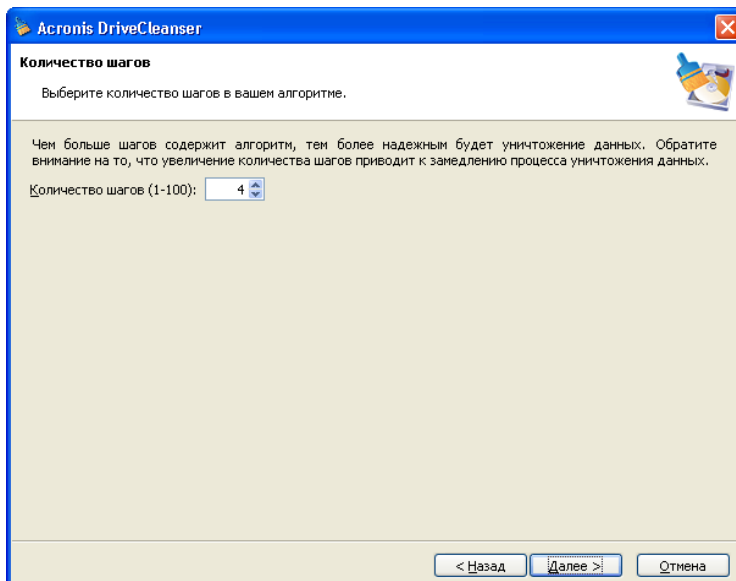 Acronis DriveCleanser
Количество шагов
Выберите количество шагов в вашем алгоритме.
Чем больше шагов содержит алгоритм, тем более надежным будет уничтожение данных. Обратите
внимание на то, что увеличение количества шагов приводит к замедлению процесса уничтожения данных.
Количество шагов (1-100): 4
< Назад Далее > Отмена